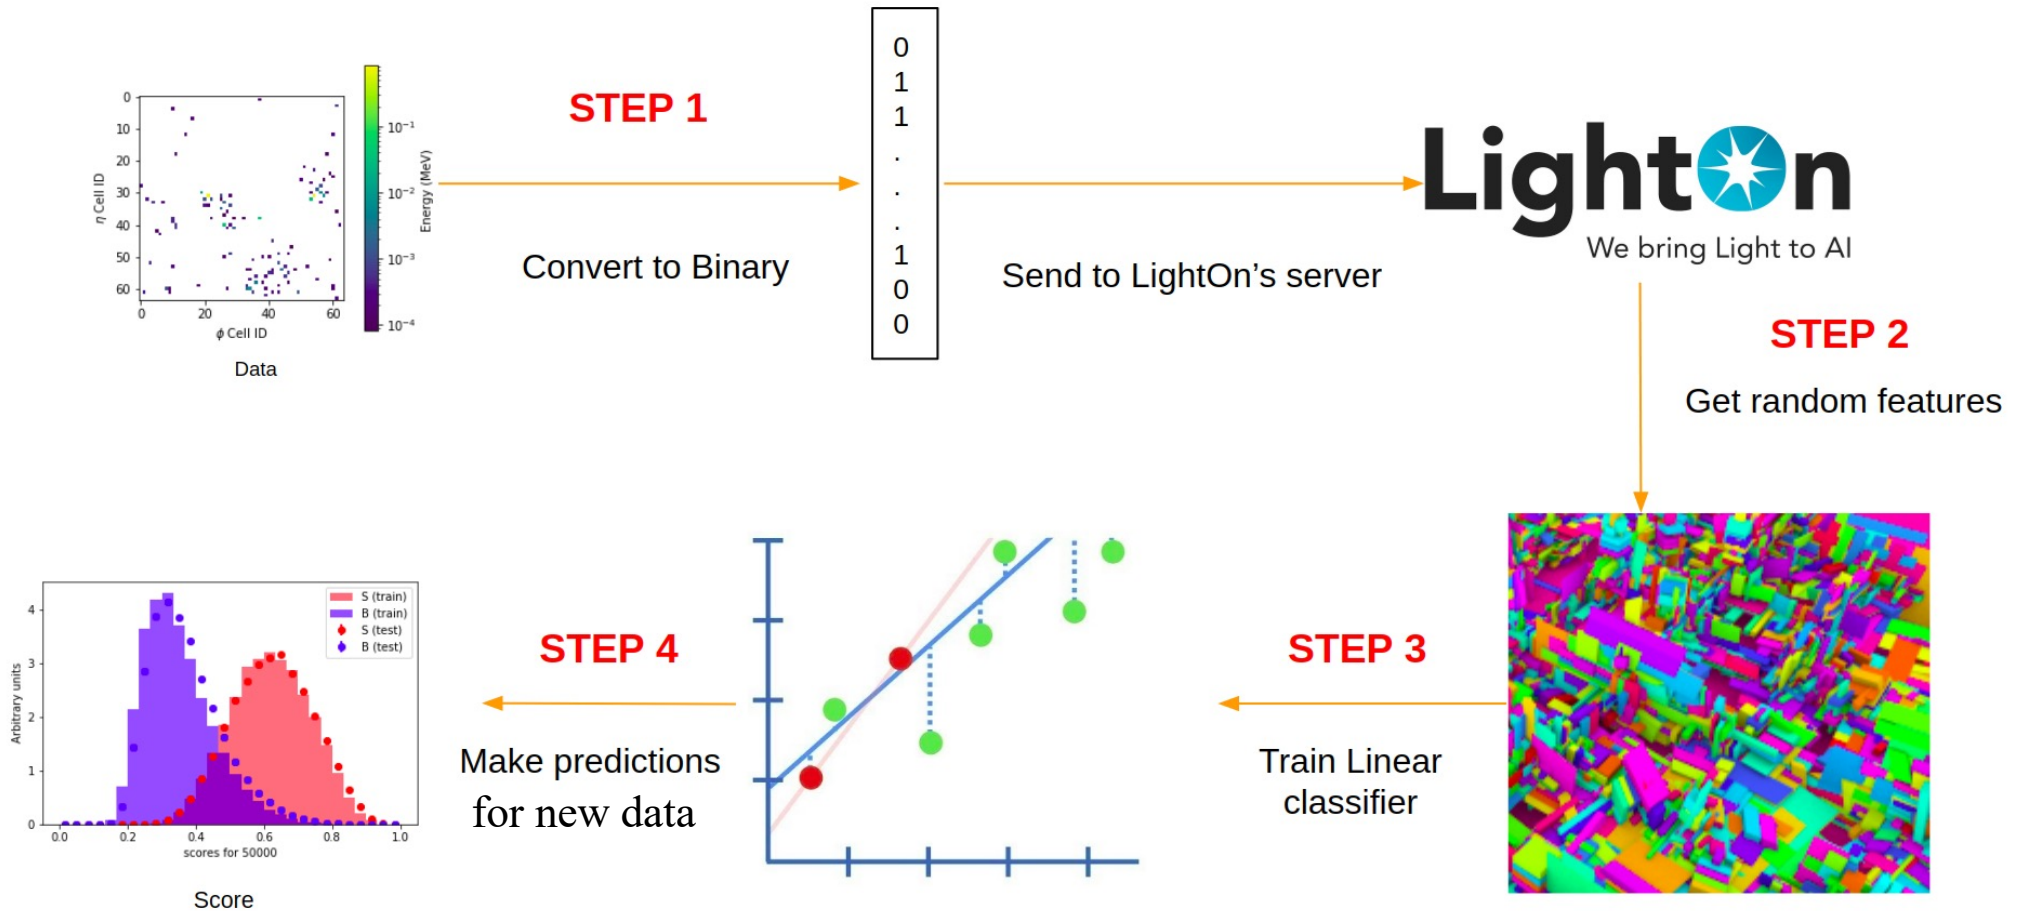 0
10
20
30
40
50
60
η Cell ID
0
20
40
60
ϕ Cell ID
10⁻¹
10⁻²
10⁻³
10⁻⁴
Energy (MeV)
Data
STEP 1
Convert to Binary
0
1
1
.
.
.
1
0
0
Send to LightOn’s server
LightOn
We bring Light to AI
STEP 2
Get random features
STEP 3
Train Linear
classifier
STEP 4
Make predictions
for new data
S (train)
B (train)
S (test)
B (test)
4
3
2
1
0
Arbitrary units
0.0
0.2
0.4
0.6
0.8
1.0
scores for 50000
Score